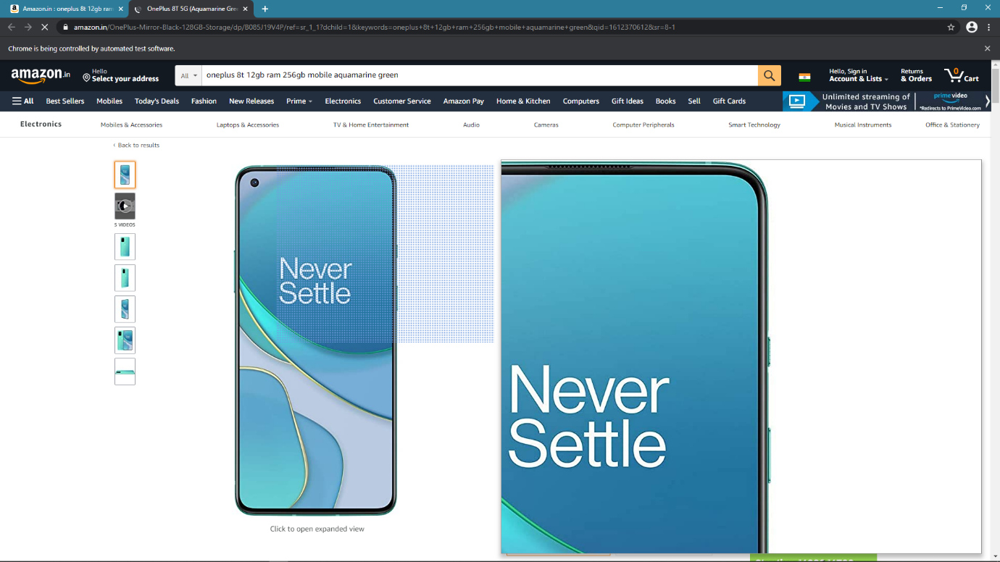 Amazon.in : oneplus 8t 12gb ram
OnePlus 8T 5G (Aquamarine Gre
amazon.in/OnePlus-Mirror-Black-128GB-Storage/dp/B085J19V4P/ref=sr_1_1?dchild=1&keywords=oneplus+8t+12gb+ram+256gb+mobile+aquamarine+green&qid=1612370612&sr=8-1
Chrome is being controlled by automated test software.
amazon.in
Hello
Select your address
All
oneplus 8t 12gb ram 256gb mobile aquamarine green
Hello, Sign in
Account & Lists
Returns
& Orders
0
Cart
All
Best Sellers
Mobiles
Today's Deals
Fashion
New Releases
Prime
Electronics
Customer Service
Amazon Pay
Home & Kitchen
Computers
Gift Ideas
Books
Sell
Gift Cards
Unlimited streaming of
Movies and TV Shows
prime video
*Redirects to PrimeVideo.com
Electronics
Mobiles & Accessories
Laptops & Accessories
TV & Home Entertainment
Audio
Cameras
Computer Peripherals
Smart Technology
Musical Instruments
Office & Stationery
‹ Back to results
5 VIDEOS
Never
Settle
Never
Settle
Click to open expanded view